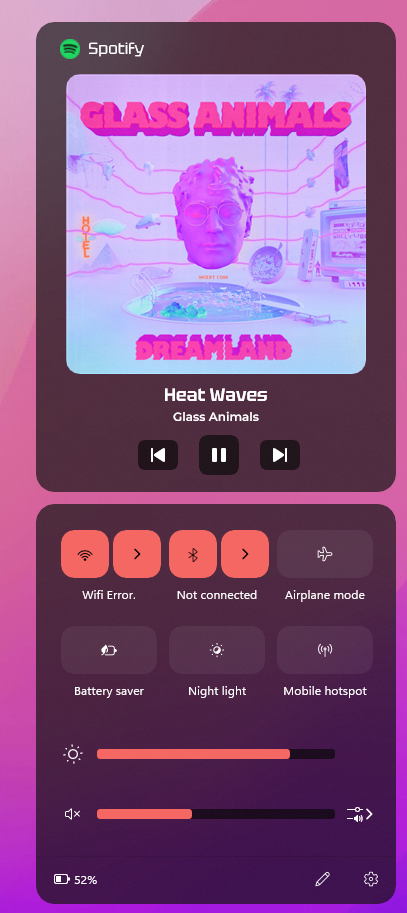 Spotify
GLASS ANIMALS
HOTEL
DREAMLAND
Heat Waves
Glass Animals
Wifi Error.
Not connected
Airplane mode
Battery saver
Night light
Mobile hotspot
52%